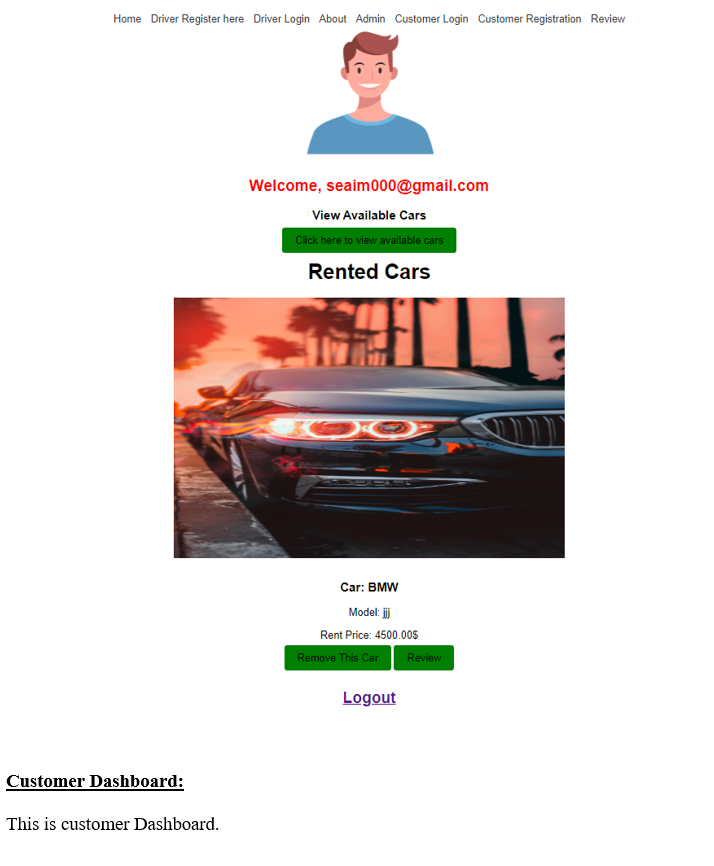 Home Driver Register here Driver Login About Admin Customer Login Customer Registration Review
Welcome, seaim000@gmail.com
View Available Cars
Click here to view available cars
Rented Cars
Car: BMW
Model: jjj
Rent Price: 4500.00$
Remove This Car Review
Logout
Customer Dashboard:
This is customer Dashboard.